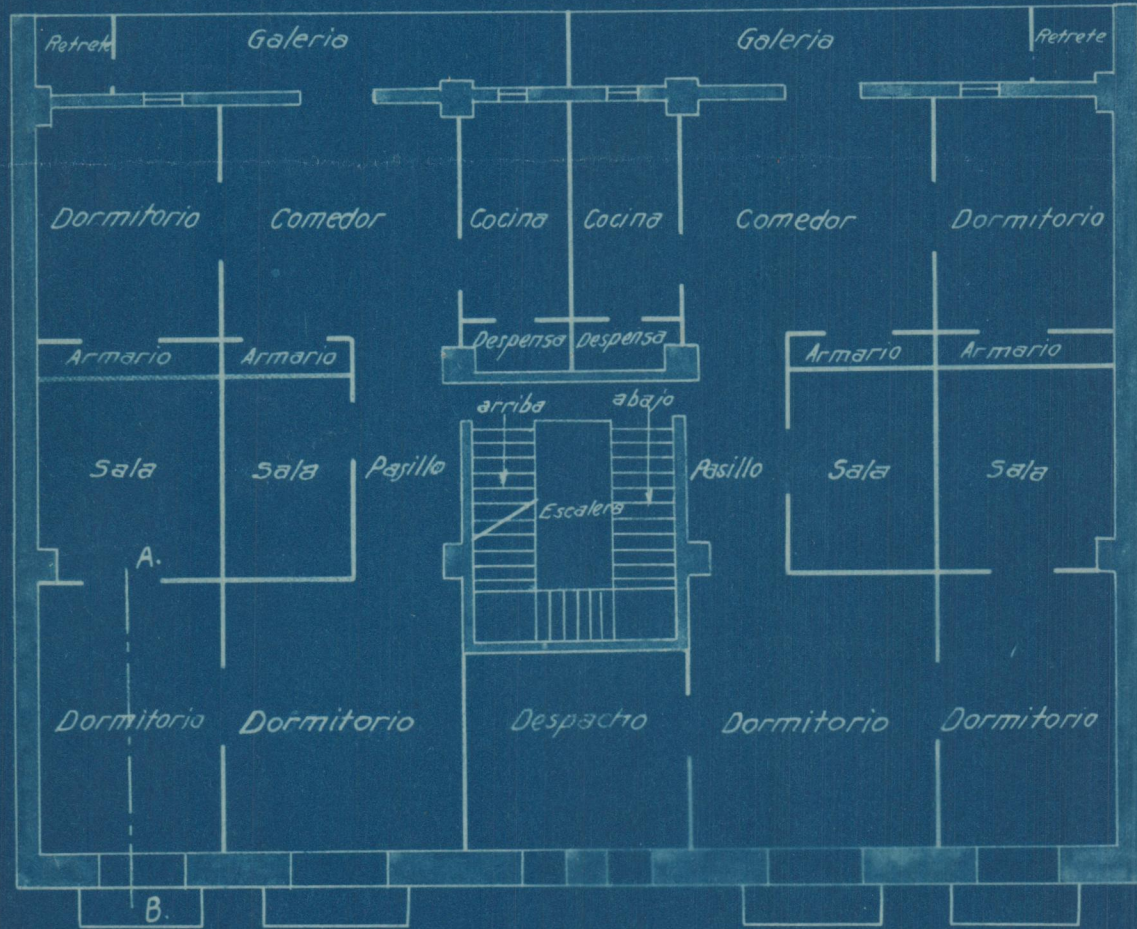 Retrete Galeria Galeria Retrete
Dormitorio Comedor Cocina Cocina Comedor Dormitorio
Despensa Despensa
Armario Armario Armario Armario
arriba abajo
Sala Sala Pasillo Pasillo Sala Sala
Escalera
A.
Dormitorio Dormitorio Despacho Dormitorio Dormitorio
B.